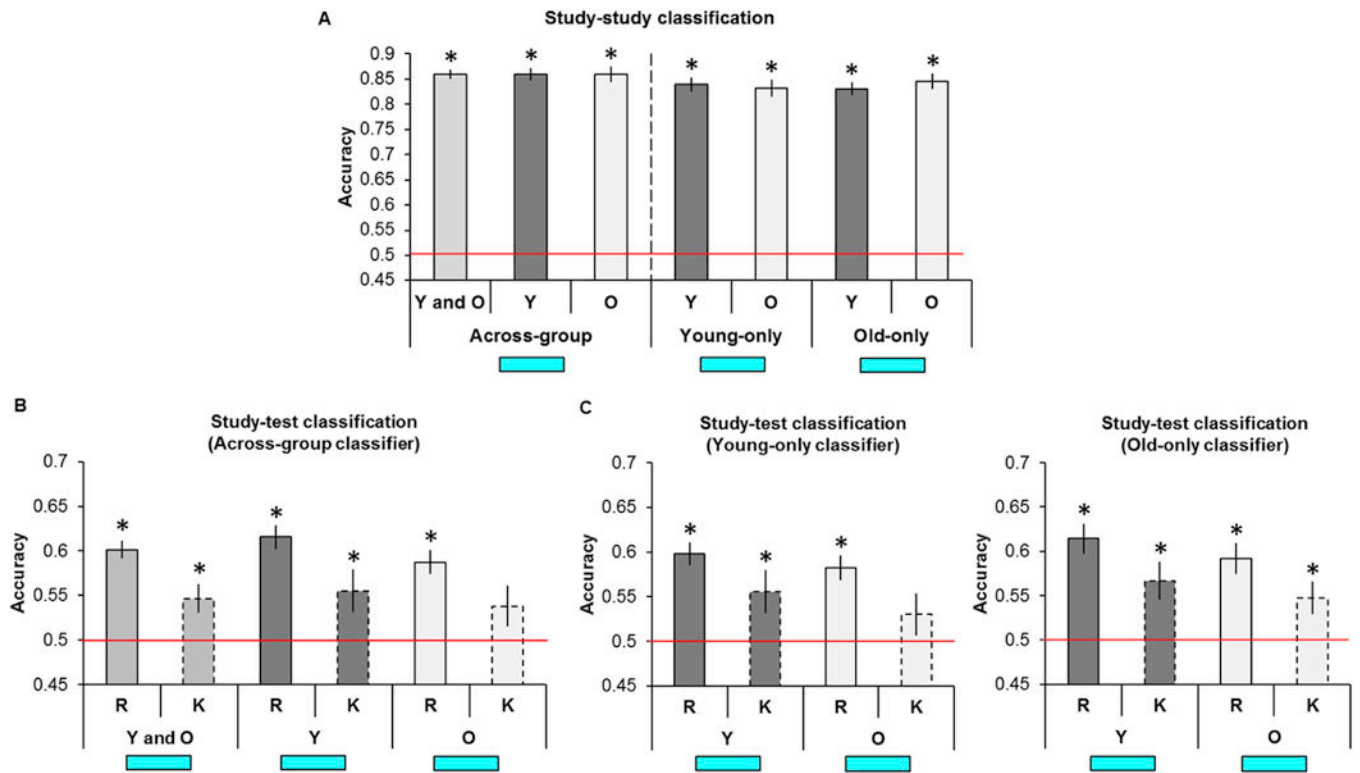 A
Study-study classification
Accuracy
0.9
0.85
0.8
0.75
0.7
0.65
0.6
0.55
0.5
0.45
* * * * * * *
Y and O Y O Y O Y O
Across-group Young-only Old-only
B
Study-test classification
(Across-group classifier)
Accuracy
0.7
0.65
0.6
0.55
0.5
0.45
* * * * *
R K R K R K
Y and O Y O
C
Study-test classification
(Young-only classifier)
Accuracy
0.7
0.65
0.6
0.55
0.5
0.45
* * *
R K R K
Y O
Study-test classification
(Old-only classifier)
Accuracy
0.7
0.65
0.6
0.55
0.5
0.45
* * * *
R K R K
Y O